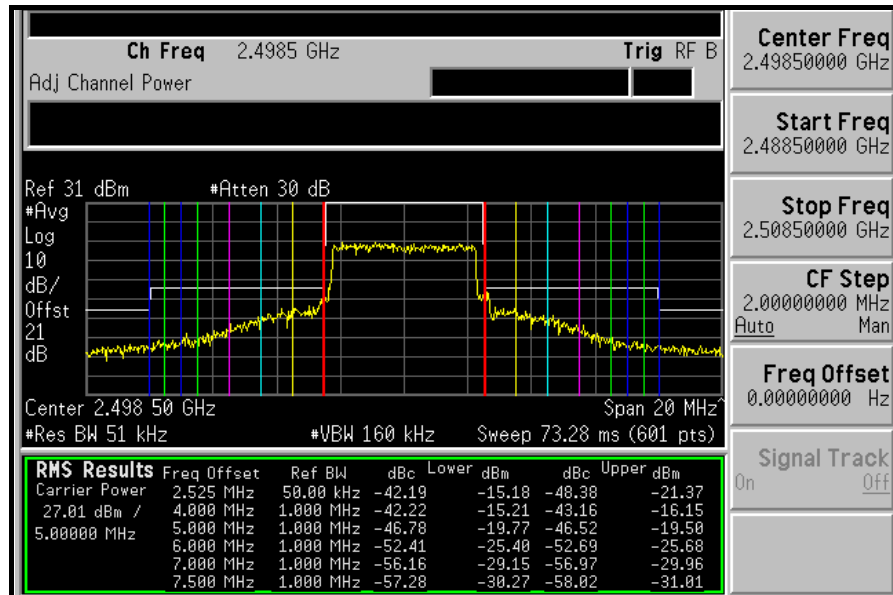 Ch Freq 2.4985 GHz Trig RF B
Adj Channel Power
Ref 31 dBm #Atten 30 dB
#Avg
Log
10
dB/
Offst
21
dB
Center 2.498 50 GHz Span 20 MHz^
#Res BW 51 kHz #VBW 160 kHz Sweep 73.28 ms (601 pts)
RMS Results Freq Offset Ref BW dBc Lower dBm dBc Upper dBm
Carrier Power 2.525 MHz 50.00 kHz -42.19 -15.18 -48.38 -21.37
27.01 dBm / 4.000 MHz 1.000 MHz -42.22 -15.21 -43.16 -16.15
5.00000 MHz 5.000 MHz 1.000 MHz -46.78 -19.77 -46.52 -19.50
6.000 MHz 1.000 MHz -52.41 -25.40 -52.69 -25.68
7.000 MHz 1.000 MHz -56.16 -29.15 -56.97 -29.96
7.500 MHz 1.000 MHz -57.28 -30.27 -58.02 -31.01
Center Freq
2.49850000 GHz
Start Freq
2.48850000 GHz
Stop Freq
2.50850000 GHz
CF Step
2.00000000 MHz
Auto Man
Freq Offset
0.00000000 Hz
Signal Track
On Off